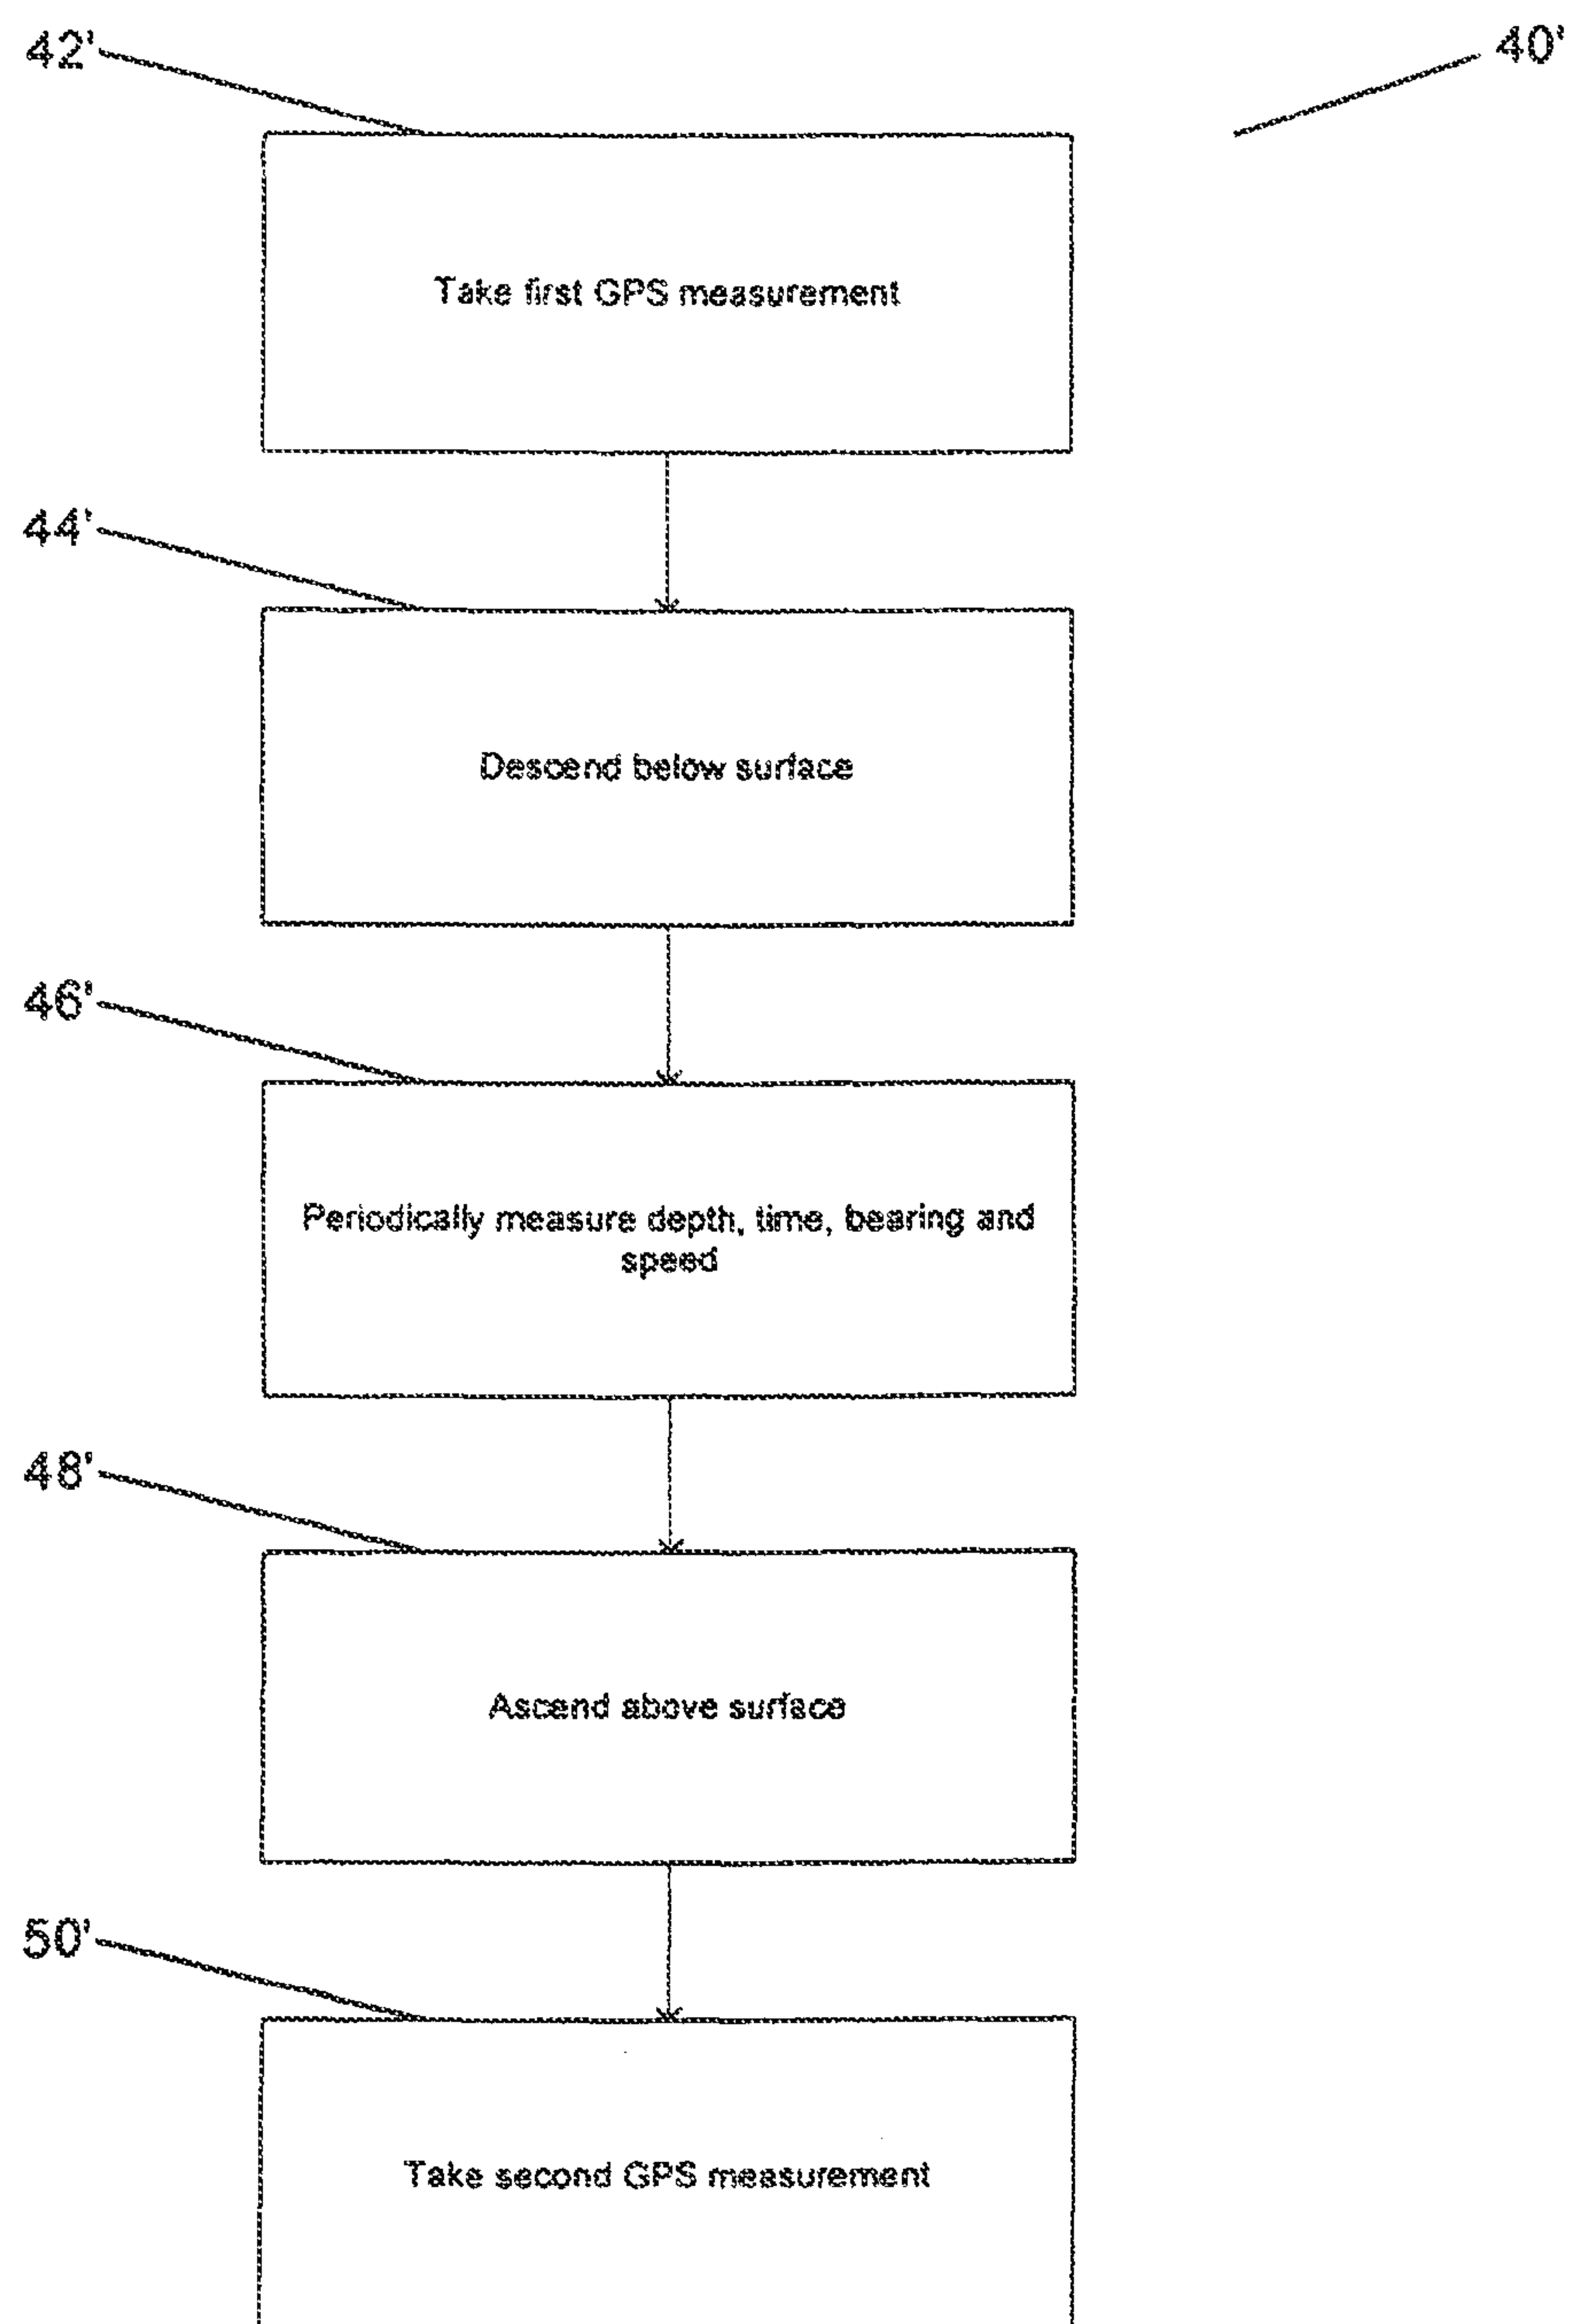 42'
40'
Take first GPS measurement
44'
Descend below surface
46'
Periodically measure depth, time, bearing and
speed
48'
Ascend above surface
50'
Take second GPS measurement